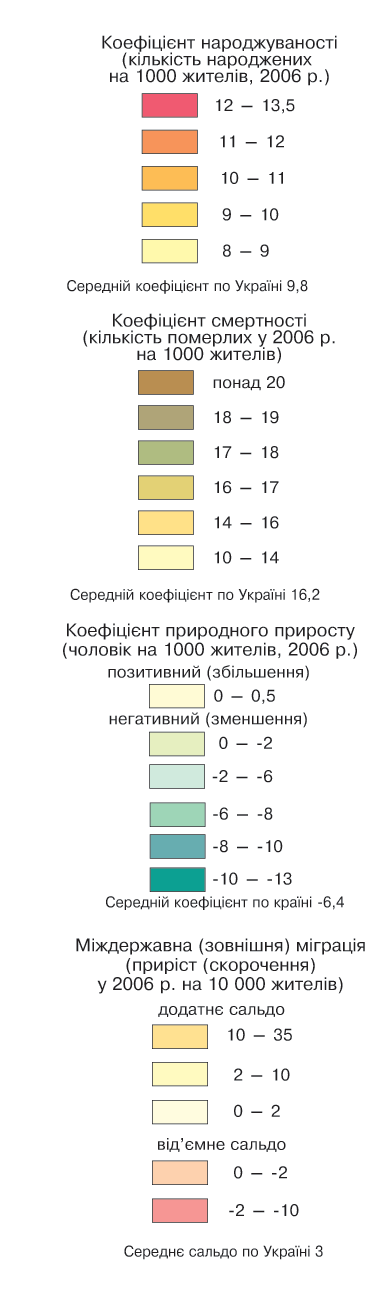 Коефіцієнт народжуваності
(кількість народжених
на 1000 жителів, 2006 р.)
12 – 13,5
11 – 12
10 – 11
9 – 10
8 – 9
Середній коефіцієнт по Україні 9,8
Коефіцієнт смертності
(кількість померлих у 2006 р.
на 1000 жителів)
понад 20
18 – 19
17 – 18
16 – 17
14 – 16
10 – 14
Середній коефіцієнт по Україні 16,2
Коефіцієнт природного приросту
(чоловік на 1000 жителів, 2006 р.)
позитивний (збільшення)
0 – 0,5
негативний (зменшення)
0 – -2
-2 – -6
-6 – -8
-8 – -10
-10 – -13
Середній коефіцієнт по країні -6,4
Міждержавна (зовнішня) міграція
(приріст (скорочення)
у 2006 р. на 10 000 жителів)
додатнє сальдо
10 – 35
2 – 10
0 – 2
від’ємне сальдо
0 – -2
-2 – -10
Середнє сальдо по Україні 3